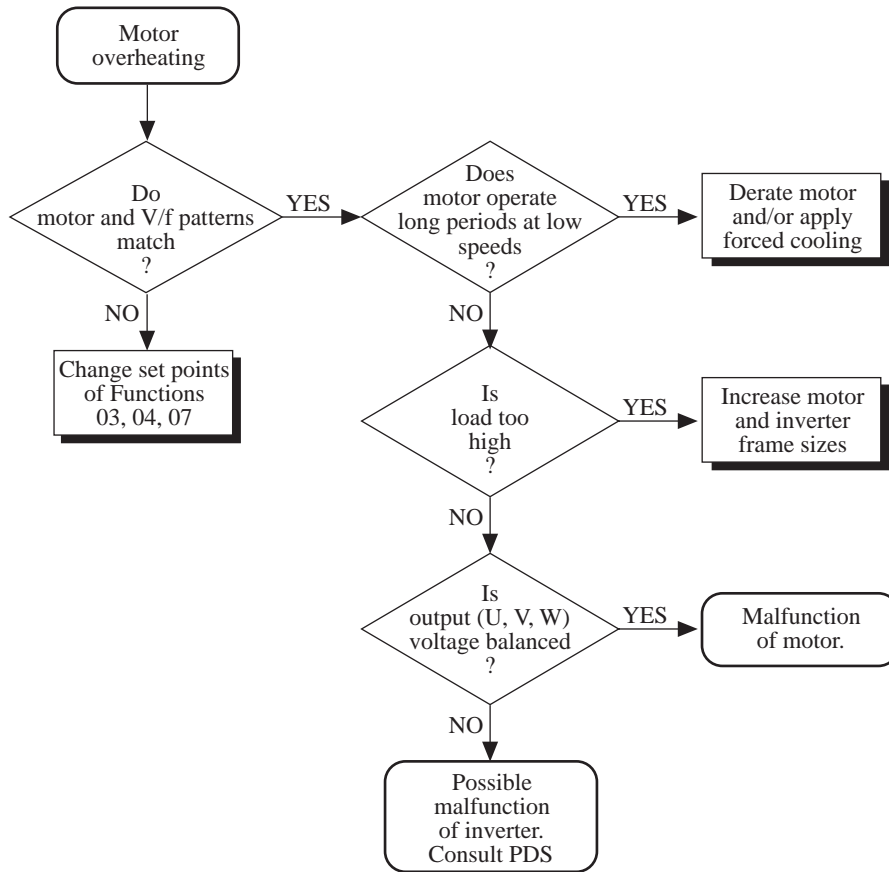 Motor
overheating
Do
motor and V/f patterns
match
?
YES
Does
motor operate
long periods at low
speeds
?
YES
Derate motor
and/or apply
forced cooling
NO
Change set points
of Functions
03, 04, 07
NO
Is
load too
high
?
YES
Increase motor
and inverter
frame sizes
NO
Is
output (U, V, W)
voltage balanced
?
YES
Malfunction
of motor.
NO
Possible
malfunction
of inverter.
Consult PDS